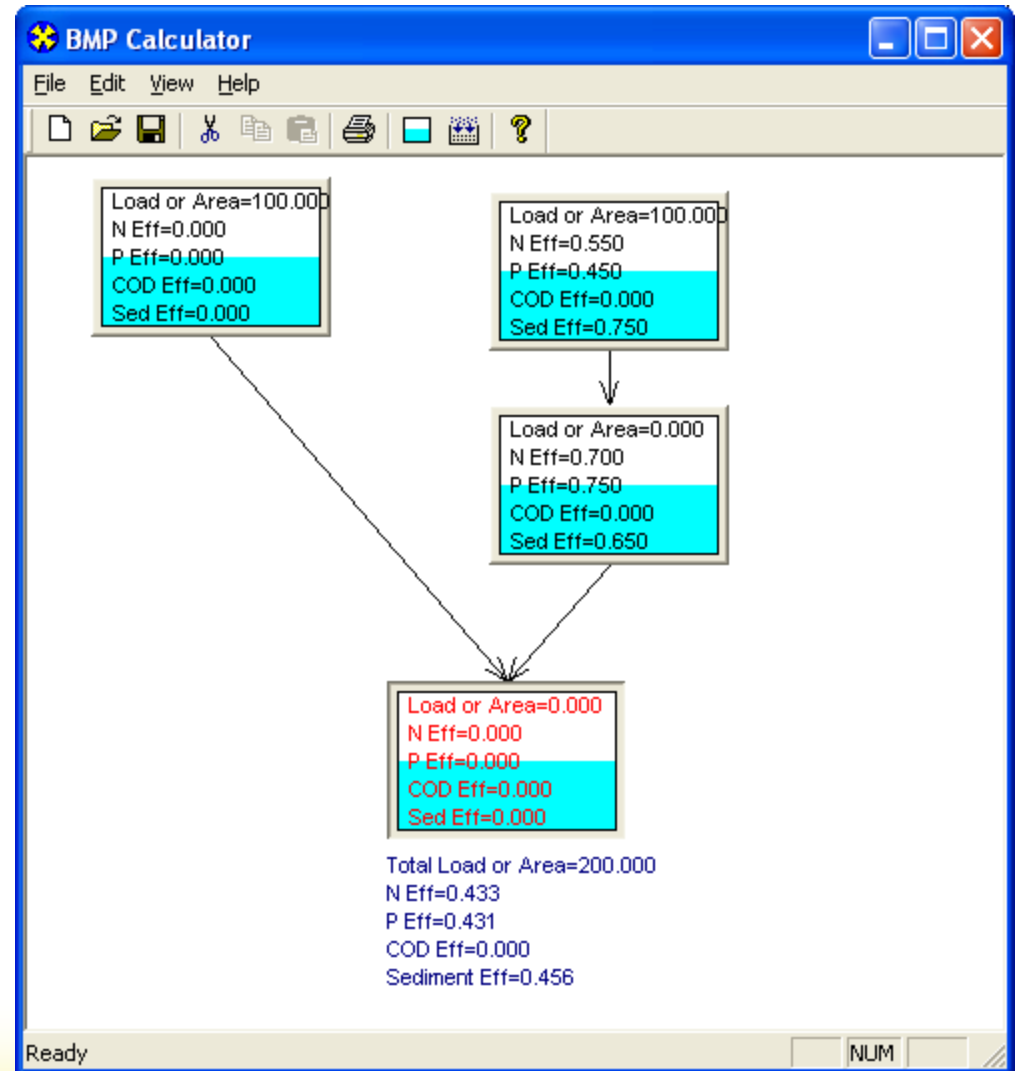 BMP Calculator
File Edit View Help
Load or Area=100.000
N Eff=0.000
P Eff=0.000
COD Eff=0.000
Sed Eff=0.000
Load or Area=100.000
N Eff=0.550
P Eff=0.450
COD Eff=0.000
Sed Eff=0.750
Load or Area=0.000
N Eff=0.700
P Eff=0.750
COD Eff=0.000
Sed Eff=0.650
Load or Area=0.000
N Eff=0.000
P Eff=0.000
COD Eff=0.000
Sed Eff=0.000
Total Load or Area=200.000
N Eff=0.433
P Eff=0.431
COD Eff=0.000
Sediment Eff=0.456
Ready NUM